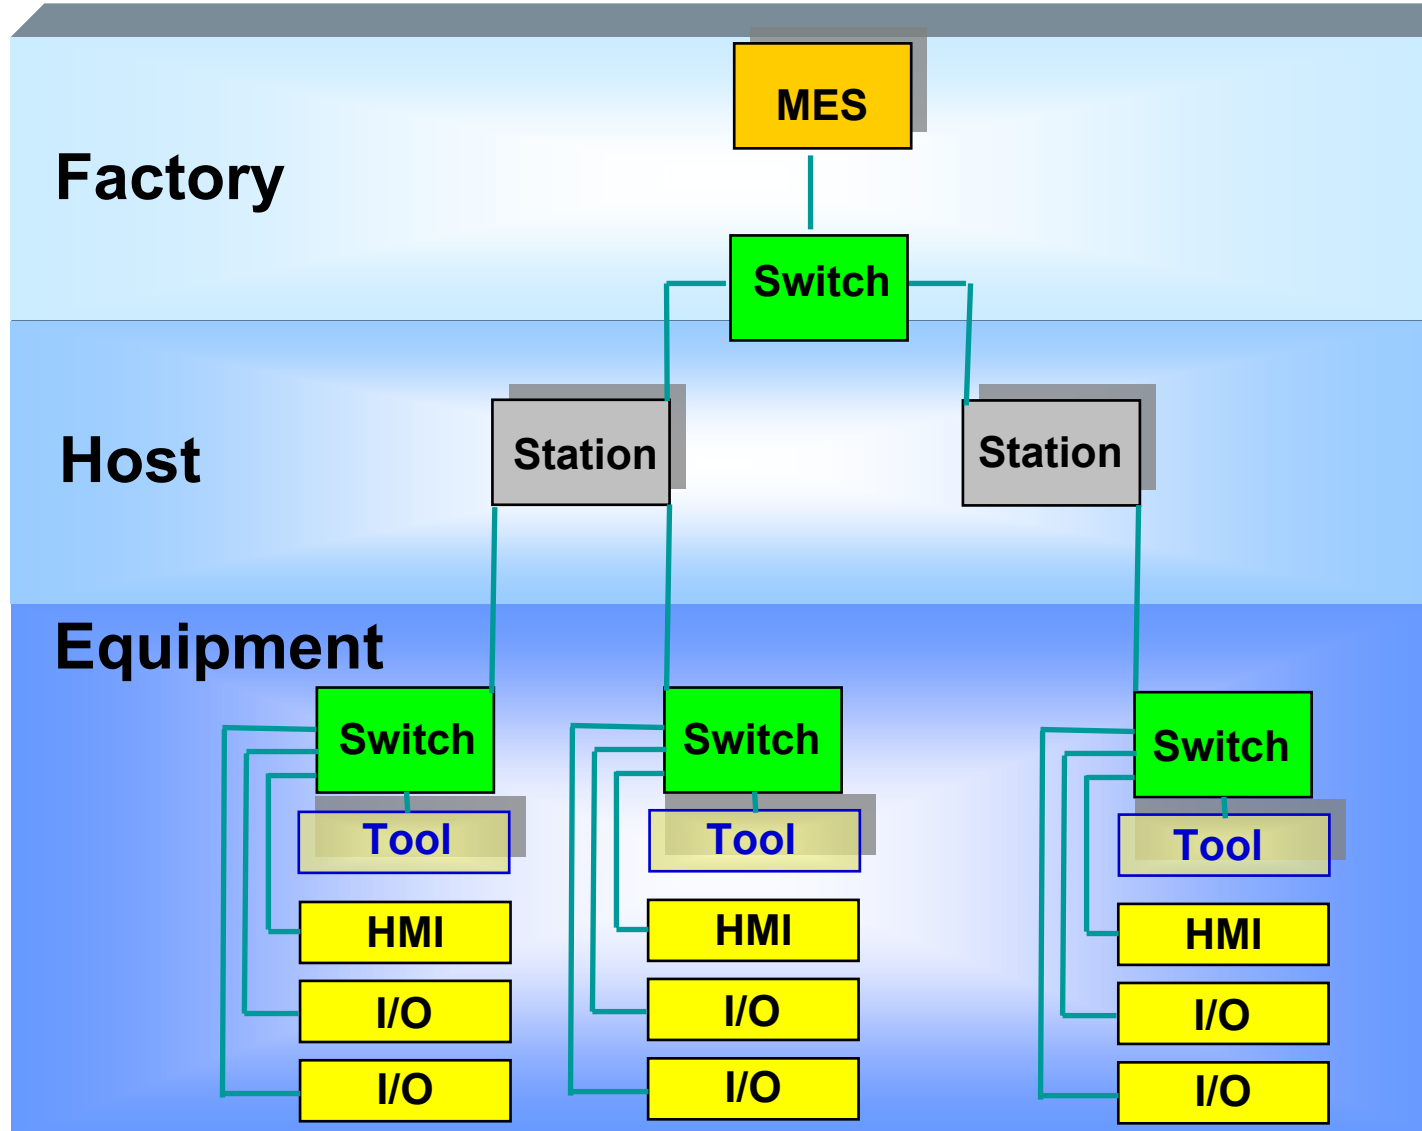 MES
Factory
Switch
Host
Station
Station
Equipment
Switch
Switch
Switch
Tool
Tool
Tool
HMI
HMI
HMI
I/O
I/O
I/O
I/O
I/O
I/O